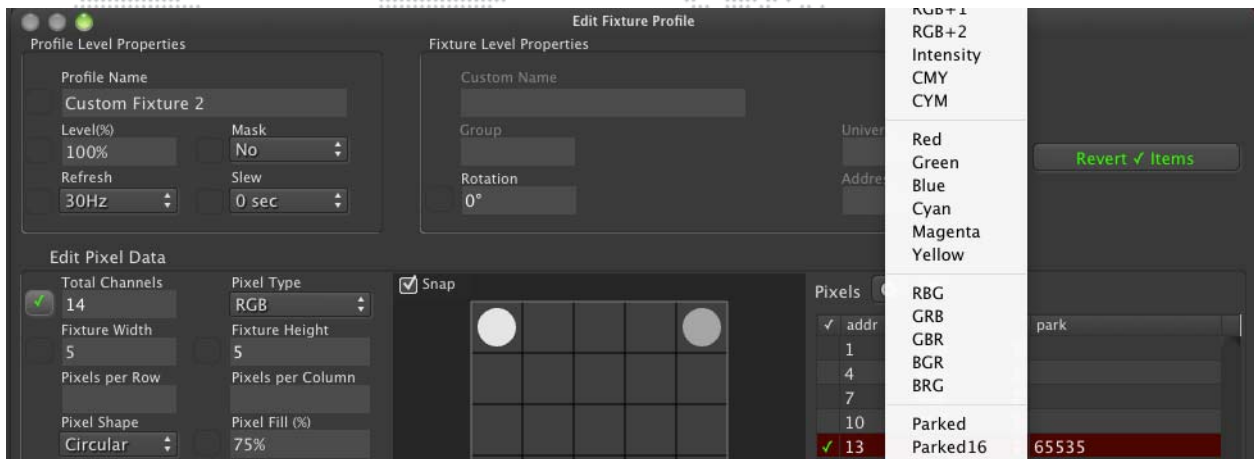 Edit Fixture Profile
Profile Level Properties
Profile Name
Custom Fixture 2
Level(%)
Mask
100%
No
Refresh
Slew
30Hz
0 sec
Fixture Level Properties
Custom Name
Group
Rotation
0°
Univer
Addre
Revert ✓ Items
Edit Pixel Data
Total Channels
Pixel Type
14
RGB
Fixture Width
Fixture Height
5
5
Pixels per Row
Pixels per Column
Pixel Shape
Pixel Fill (%)
Circular
75%
Snap
Pixels
✓ addr
park
1
4
7
10
✓ 13
65535
RGB+1
RGB+2
Intensity
CMY
CYM
Red
Green
Blue
Cyan
Magenta
Yellow
RBG
GRB
GBR
BGR
BRG
Parked
Parked16